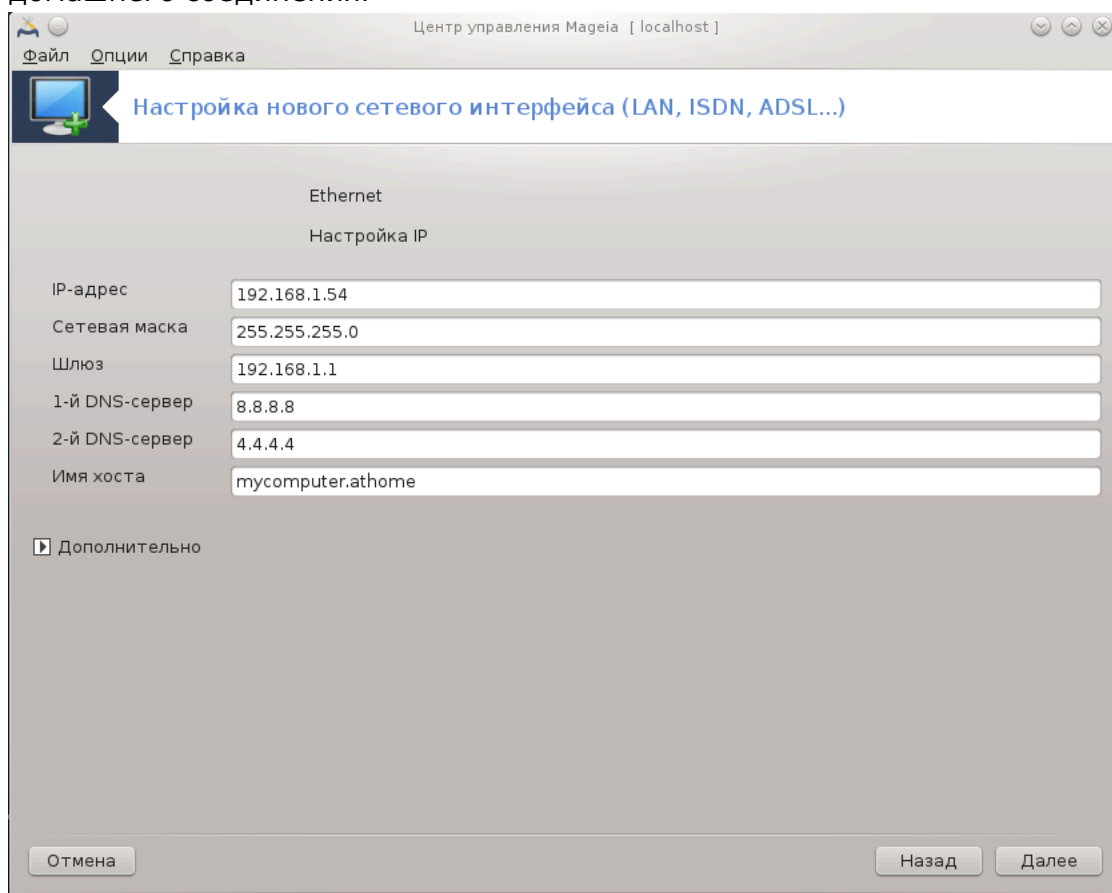 домашнего соединения.
Центр управления Mageia [ localhost ]
Файл Опции Справка
Настройка нового сетевого интерфейса (LAN, ISDN, ADSL...)
Ethernet
Настройка IP
IP-адрес 192.168.1.54
Сетевая маска 255.255.255.0
Шлюз 192.168.1.1
1-й DNS-сервер 8.8.8.8
2-й DNS-сервер 4.4.4.4
Имя хоста mycomputer.athome
Дополнительно
Отмена Назад Далее